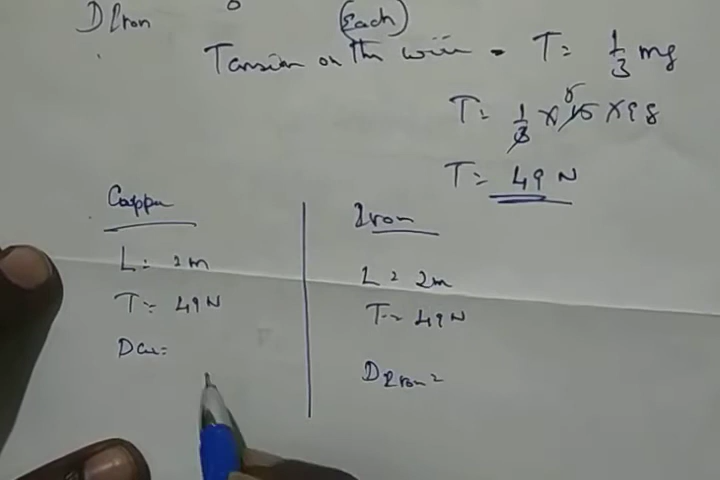 DIron
(Each)
Tension on the wire = T = 1/3 mg
T = 1/3 × 15 5 × 9.8
T = 49 N
Copper
L = 2m
T = 49 N
DCu =
Iron
L = 2m
T = 49 N
DIron =